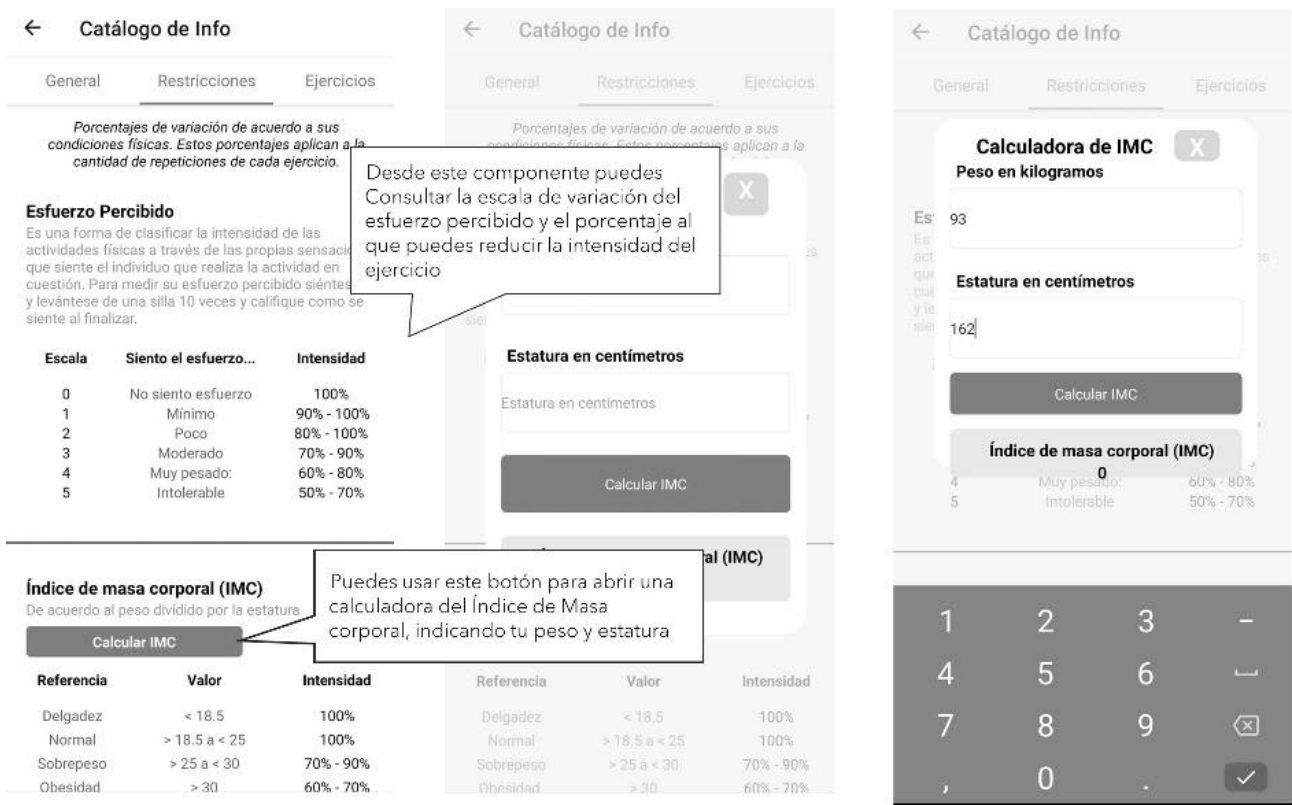 ← Catálogo de Info
General Restricciones Ejercicios
Porcentajes de variación de acuerdo a sus
condiciones físicas. Estos porcentajes aplican a la
cantidad de repeticiones de cada ejercicio.
Esfuerzo Percibido
Es una forma de clasificar la intensidad de las
actividades físicas a través de las propias sensacio
que siente el individuo que realiza la actividad en
cuestión. Para medir su esfuerzo percibido siéntes
y levántese de una silla 10 veces y califique como se
siente al finalizar.
Escala Siento el esfuerzo... Intensidad
0 No siento esfuerzo 100%
1 Mínimo 90% - 100%
2 Poco 80% - 100%
3 Moderado 70% - 90%
4 Muy pesado: 60% - 80%
5 Intolerable 50% - 70%
Índice de masa corporal (IMC)
De acuerdo al peso dividido por la estatura
Calcular IMC
Referencia Valor Intensidad
Delgadez < 18.5 100%
Normal > 18.5 a < 25 100%
Sobrepeso > 25 a < 30 70% - 90%
Obesidad > 30 60% - 70%
Desde este componente puedes
Consultar la escala de variación del
esfuerzo percibido y el porcentaje al
que puedes reducir la intensidad del
ejercicio
Puedes usar este botón para abrir una
calculadora del Índice de Masa
corporal, indicando tu peso y estatura
← Catálogo de Info
General Restricciones Ejercicios
Porcentajes de variación de acuerdo a sus
condiciones físicas. Estos porcentajes aplican a la
X
Estatura en centímetros
Estatura en centímetros
Calcular IMC
al (IMC)
Referencia Valor Intensidad
Delgadez < 18.5 100%
Normal > 18.5 a < 25 100%
Sobrepeso > 25 a < 30 70% - 90%
Obesidad > 30 60% - 70%
← Catálogo de Info
General Restricciones Ejercicios
Calculadora de IMC X
Peso en kilogramos
93
Estatura en centímetros
162
Calcular IMC
Índice de masa corporal (IMC)
0
4 Muy pesado: 60% - 80%
5 Intolerable 50% - 70%
1 2 3 -
4 5 6
7 8 9
, 0 .